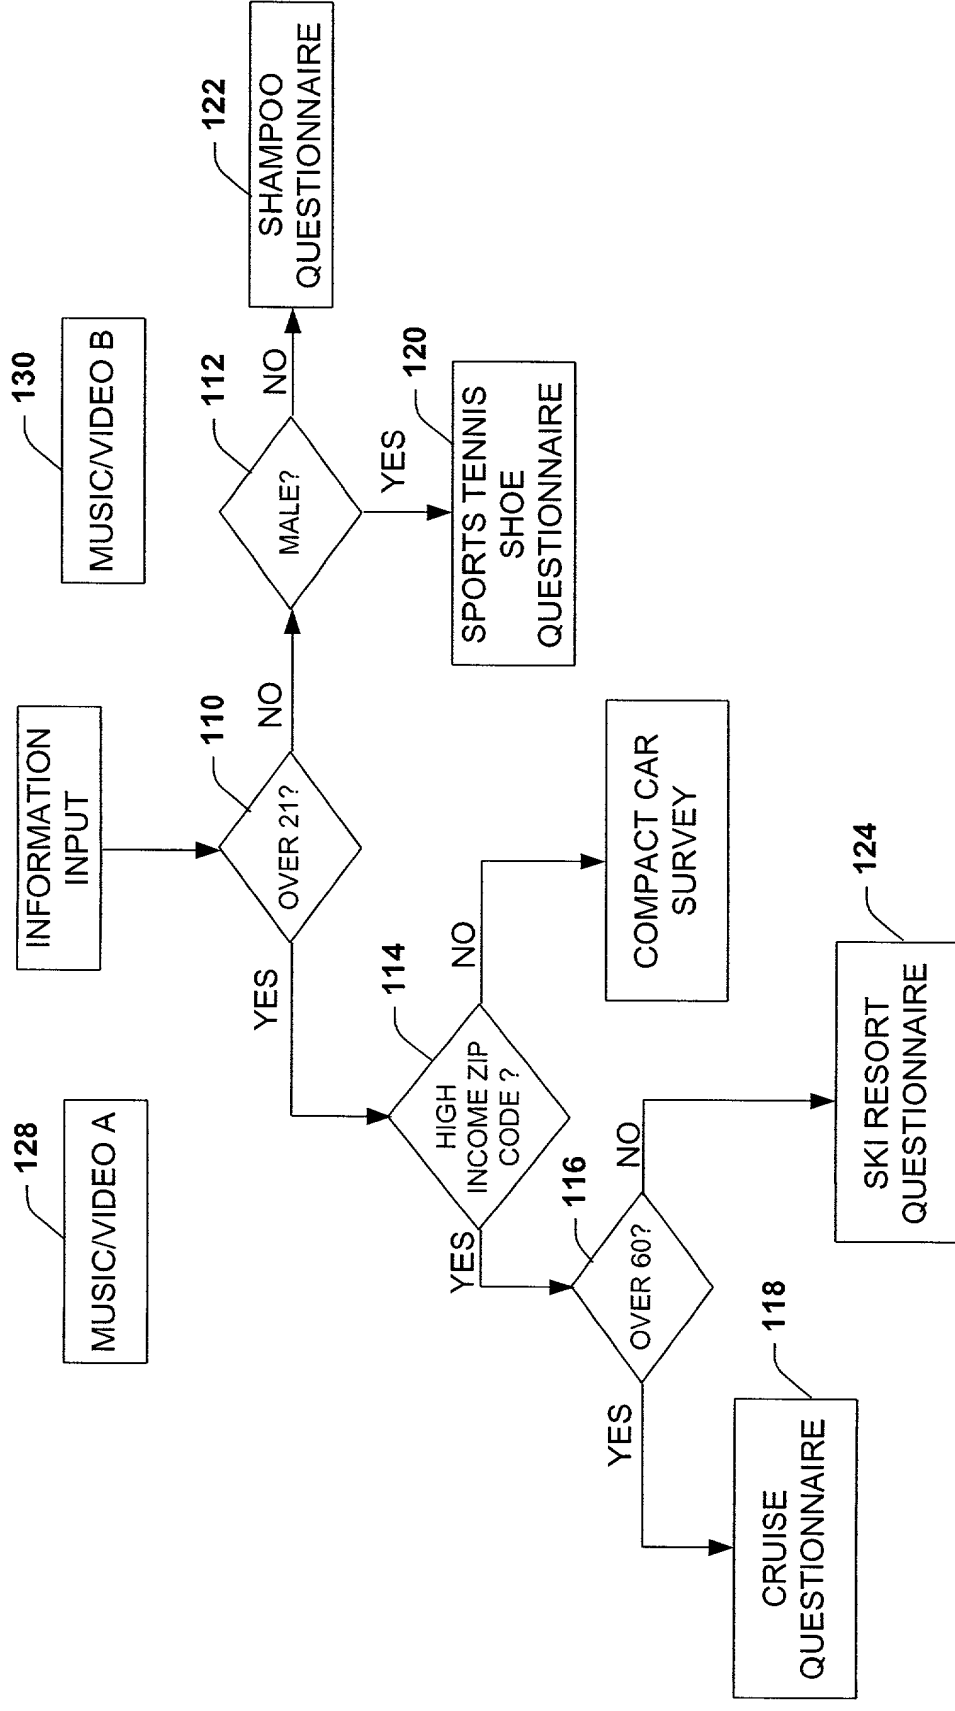 128
MUSIC/VIDEO A
INFORMATION
INPUT
130
MUSIC/VIDEO B
YES
110
OVER 21?
NO
112
MALE?
NO
122
SHAMPOO
QUESTIONNAIRE
YES
120
SPORTS TENNIS
SHOE
QUESTIONNAIRE
114
HIGH
INCOME ZIP
CODE ?
YES
NO
COMPACT CAR
SURVEY
116
OVER 60?
YES
NO
118
CRUISE
QUESTIONNAIRE
124
SKI RESORT
QUESTIONNAIRE